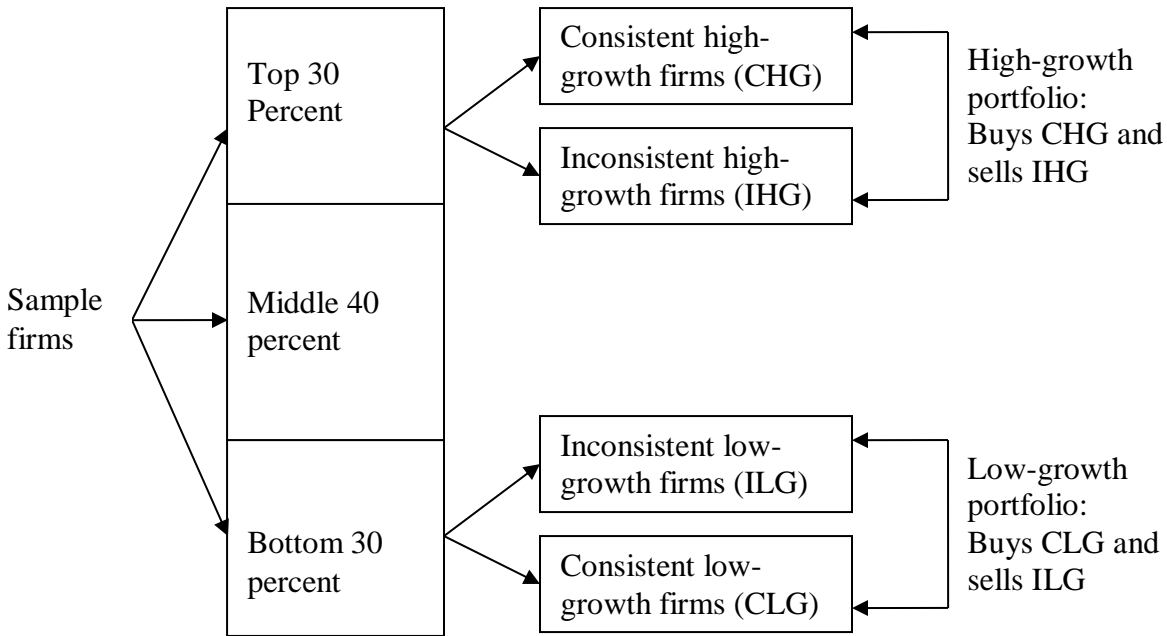 Sample
firms
Top 30
Percent
Middle 40
percent
Bottom 30
percent
Consistent high-
growth firms (CHG)
Inconsistent high-
growth firms (IHG)
Inconsistent low-
growth firms (ILG)
Consistent low-
growth firms (CLG)
High-growth
portfolio:
Buys CHG and
sells IHG
Low-growth
portfolio:
Buys CLG and
sells ILG